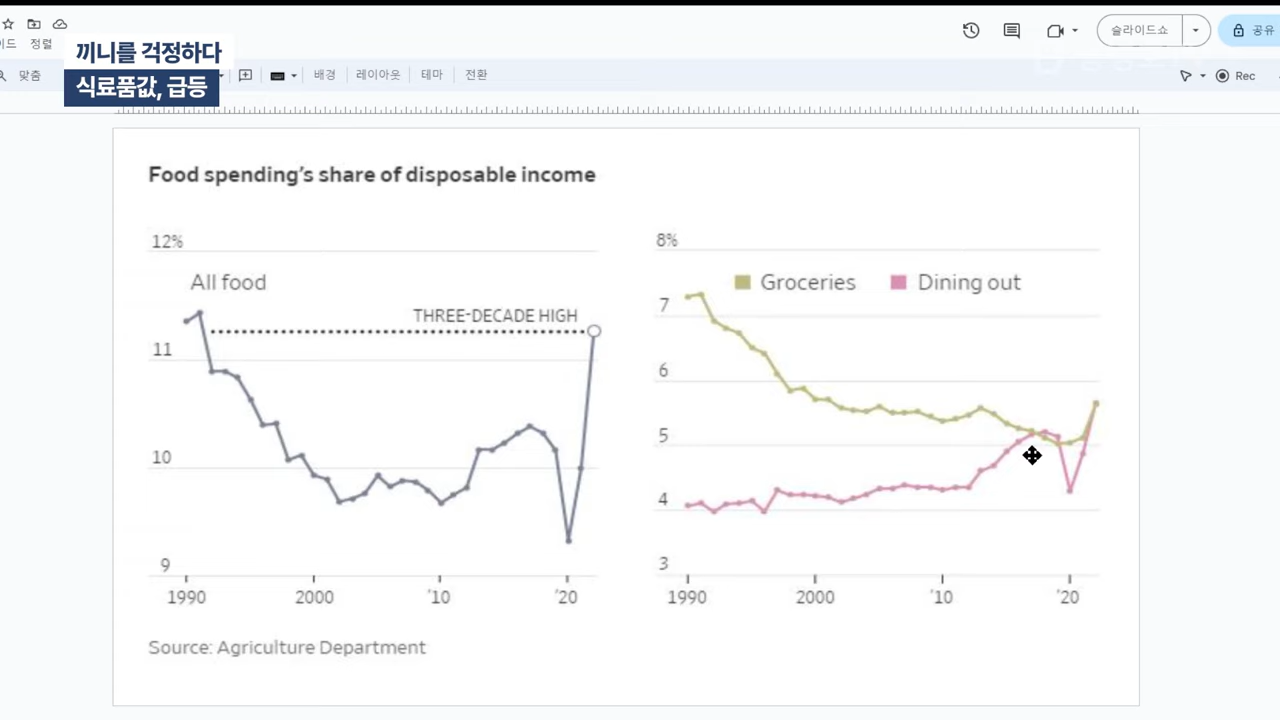 끼니를 걱정하다
식료품값, 급등
슬라이드쇼
공유
이드
정렬
맞춤
배경
레이아웃
테마
전환
Rec
Food spending's share of disposable income
12%
All food
THREE-DECADE HIGH
11
10
9
1990
2000
'10
'20
8%
Groceries
Dining out
7
6
5
4
3
1990
2000
'10
'20
Source: Agriculture Department